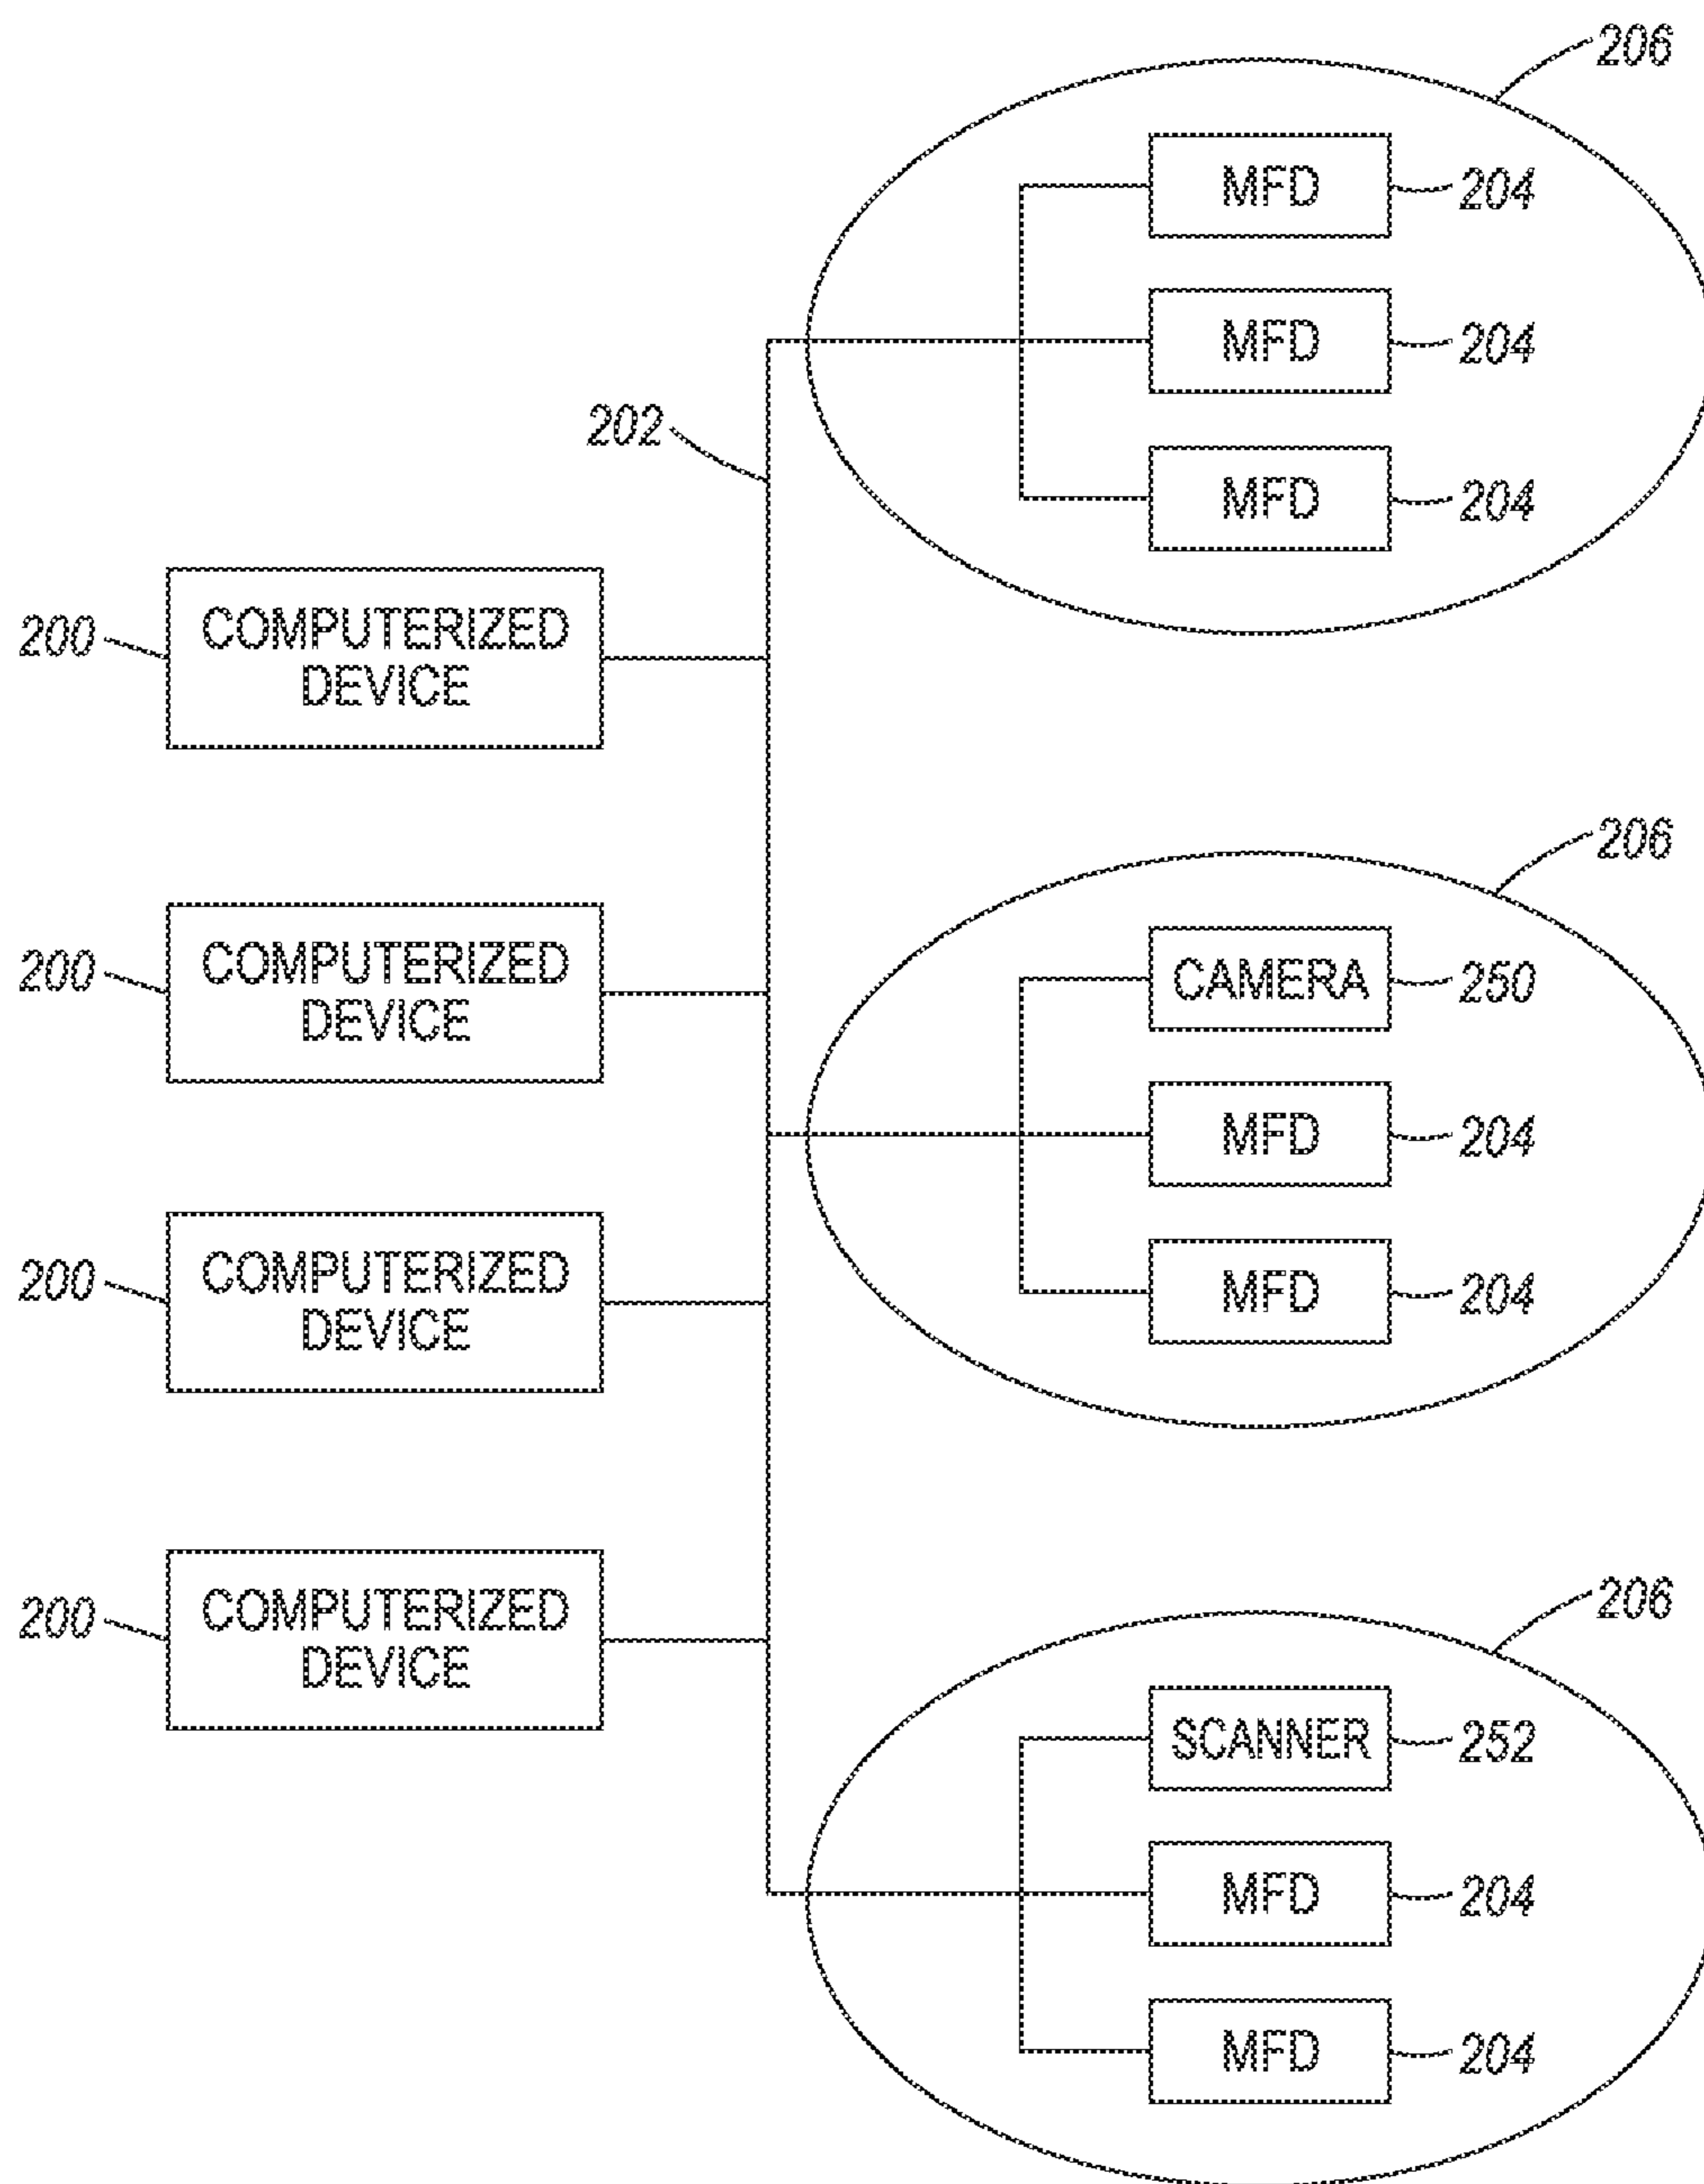 206
MFD 204
MFD 204
202
MFD 204
200 COMPUTERIZED
DEVICE
206
200 COMPUTERIZED
DEVICE
CAMERA 250
MFD 204
200 COMPUTERIZED
DEVICE
MFD 204
200 COMPUTERIZED
DEVICE
206
SCANNER 252
MFD 204
MFD 204